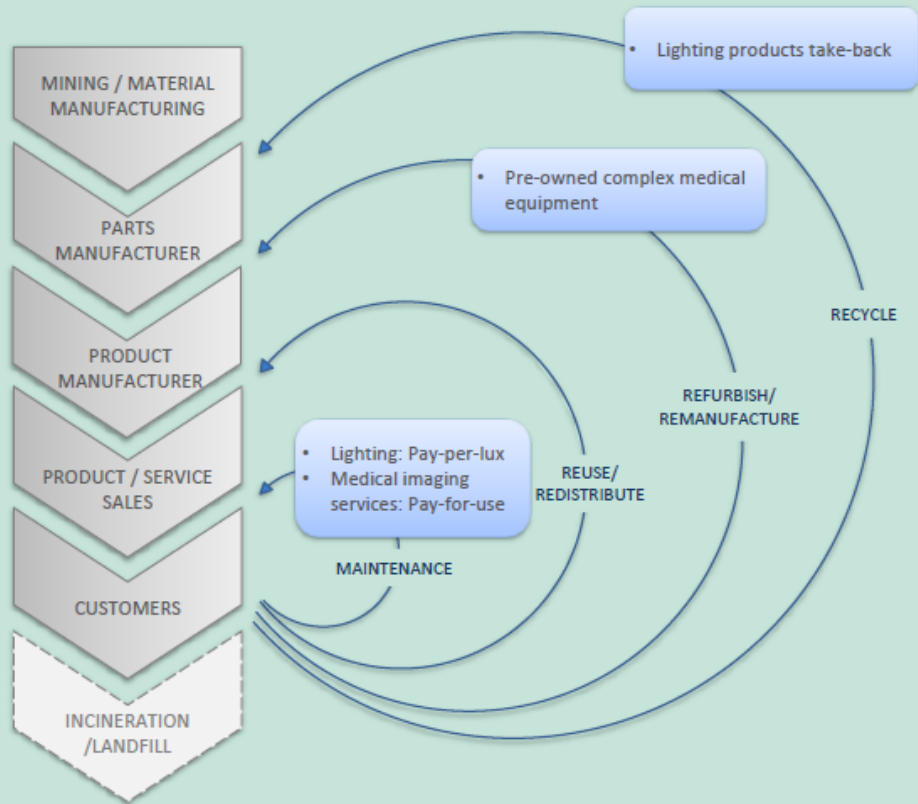 • Lighting products take-back
MINING / MATERIAL
MANUFACTURING
• Pre-owned complex medical
equipment
PARTS
MANUFACTURER
RECYCLE
PRODUCT
MANUFACTURER
REFURBISH/
REMANUFACTURE
• Lighting: Pay-per-lux
• Medical imaging
services: Pay-for-use
REUSE/
REDISTRIBUTE
PRODUCT / SERVICE
SALES
MAINTENANCE
CUSTOMERS
INCINERATION
/LANDFILL